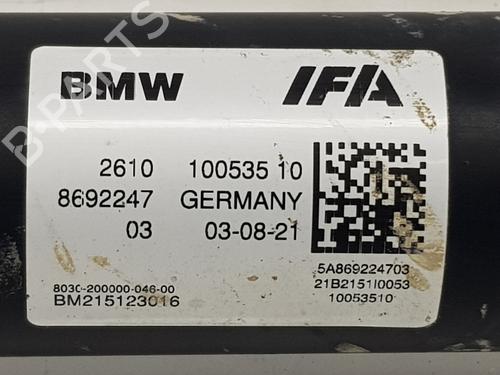 B-PARTS
BMW IFA
2610 100535 10
8692247 GERMANY
03 03-08-21
5A869224703
8030-200000-046-00 21B2151I0053
BM215123016 10053510